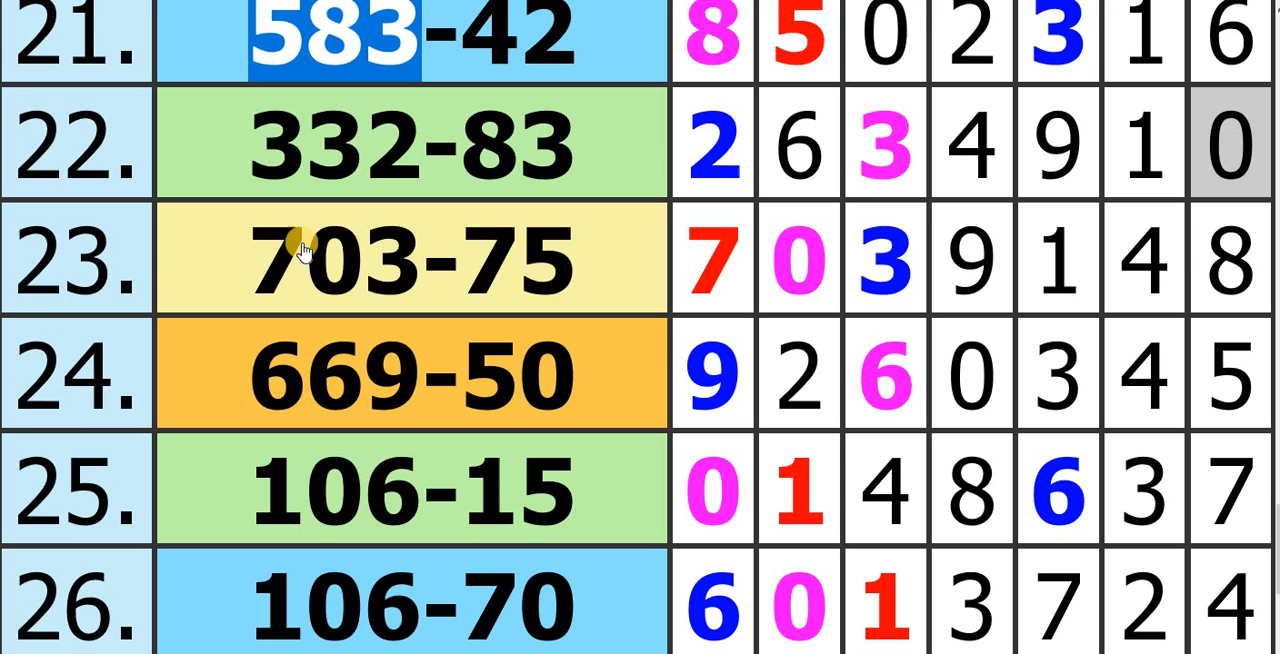 21. 583-42 8 5 0 2 3 1 6
22. 332-83 2 6 3 4 9 1 0
23. 703-75 7 0 3 9 1 4 8
24. 669-50 9 2 6 0 3 4 5
25. 106-15 0 1 4 8 6 3 7
26. 106-70 6 0 1 3 7 2 4